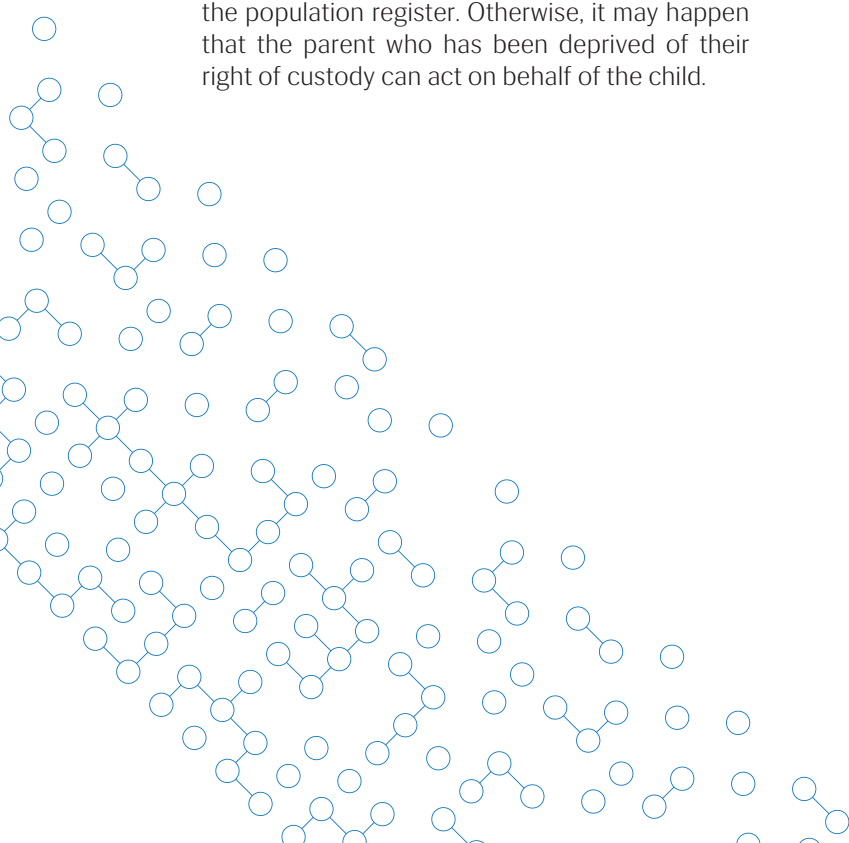 the population register. Otherwise, it may happen
that the parent who has been deprived of their
right of custody can act on behalf of the child.